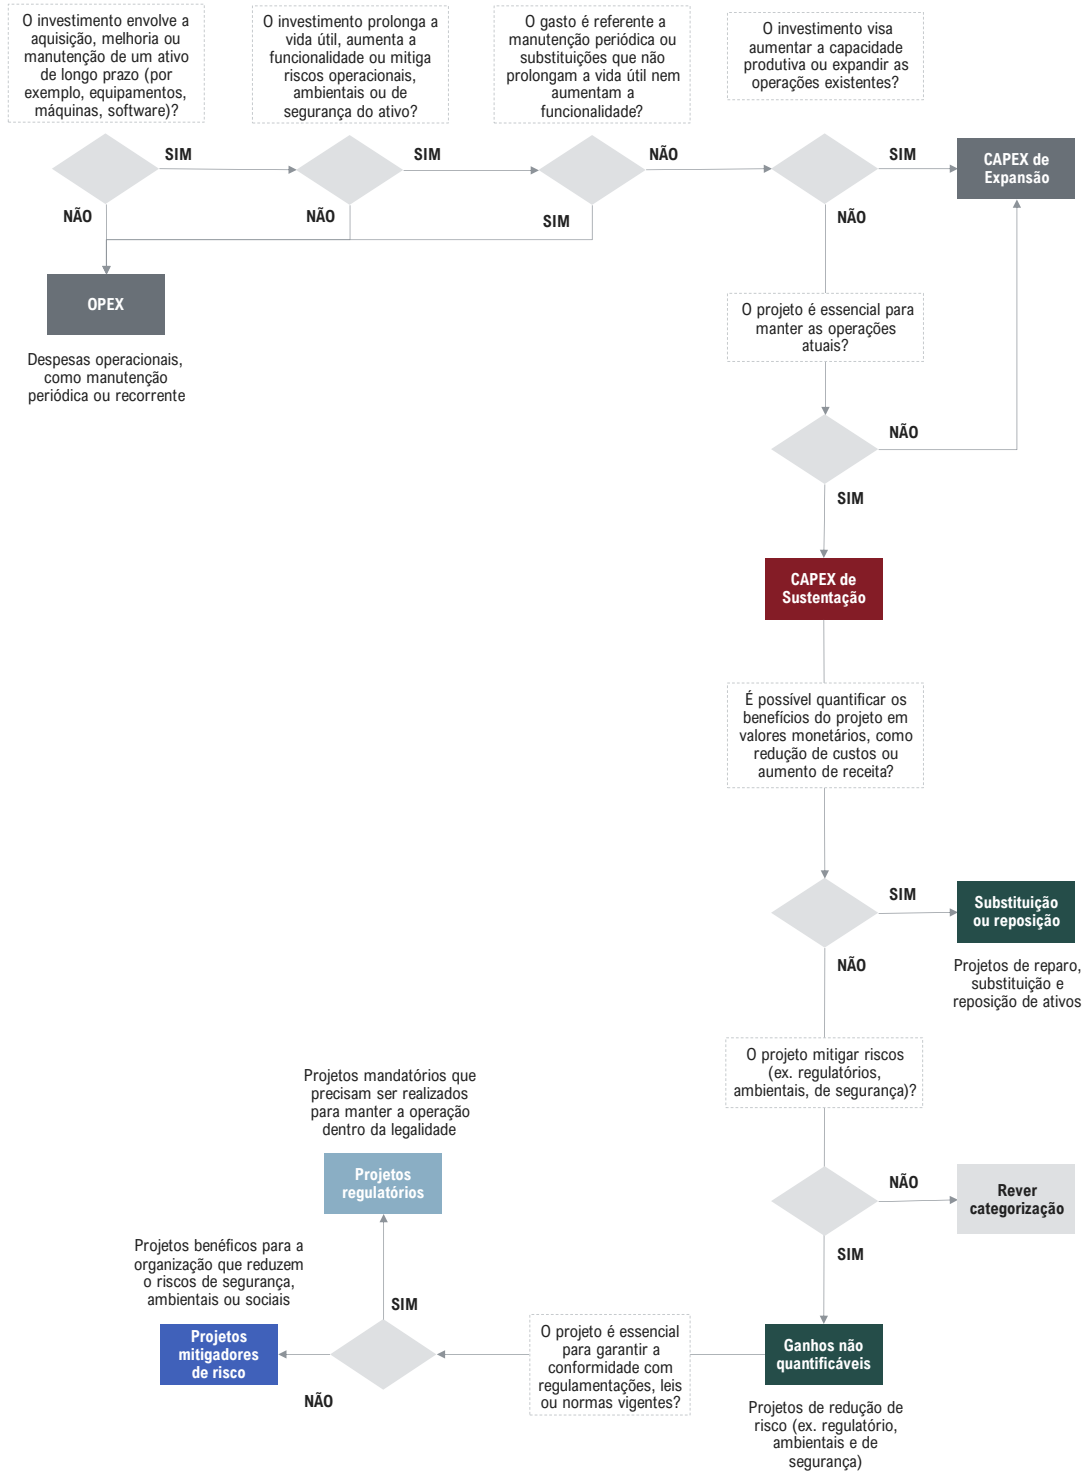 O investimento envolve a
aquisição, melhoria ou
manutenção de um ativo
de longo prazo (por
exemplo, equipamentos,
máquinas, software)?
O investimento prolonga a
vida útil, aumenta a
funcionalidade ou mitiga
riscos operacionais,
ambientais ou de
segurança do ativo?
O gasto é referente a
manutenção periódica ou
substituições que não
prolongam a vida útil nem
aumentam a
funcionalidade?
O investimento visa
aumentar a capacidade
produtiva ou expandir as
operações existentes?
SIM
SIM
NÃO
SIM
CAPEX de
Expansão
NÃO
NÃO
SIM
NÃO
OPEX
Despesas operacionais,
como manutenção
periódica ou recorrente
O projeto é essencial para
manter as operações
atuais?
NÃO
SIM
CAPEX de
Sustentação
É possível quantificar os
benefícios do projeto em
valores monetários, como
redução de custos ou
aumento de receita?
SIM
Substituição
ou reposição
NÃO
Projetos de reparo,
substituição e
reposição de ativos
O projeto mitigar riscos
(ex. regulatórios,
ambientais, de segurança)?
NÃO
Rever
categorização
SIM
Projetos mandatórios que
precisam ser realizados
para manter a operação
dentro da legalidade
Projetos
regulatórios
Projetos benéficos para a
organização que reduzem
o riscos de segurança,
ambientais ou sociais
SIM
Projetos
mitigadores
de risco
NÃO
O projeto é essencial
para garantir a
conformidade com
regulamentações, leis
ou normas vigentes?
Ganhos não
quantificáveis
Projetos de redução de
risco (ex. regulatório,
ambientais e de
segurança)